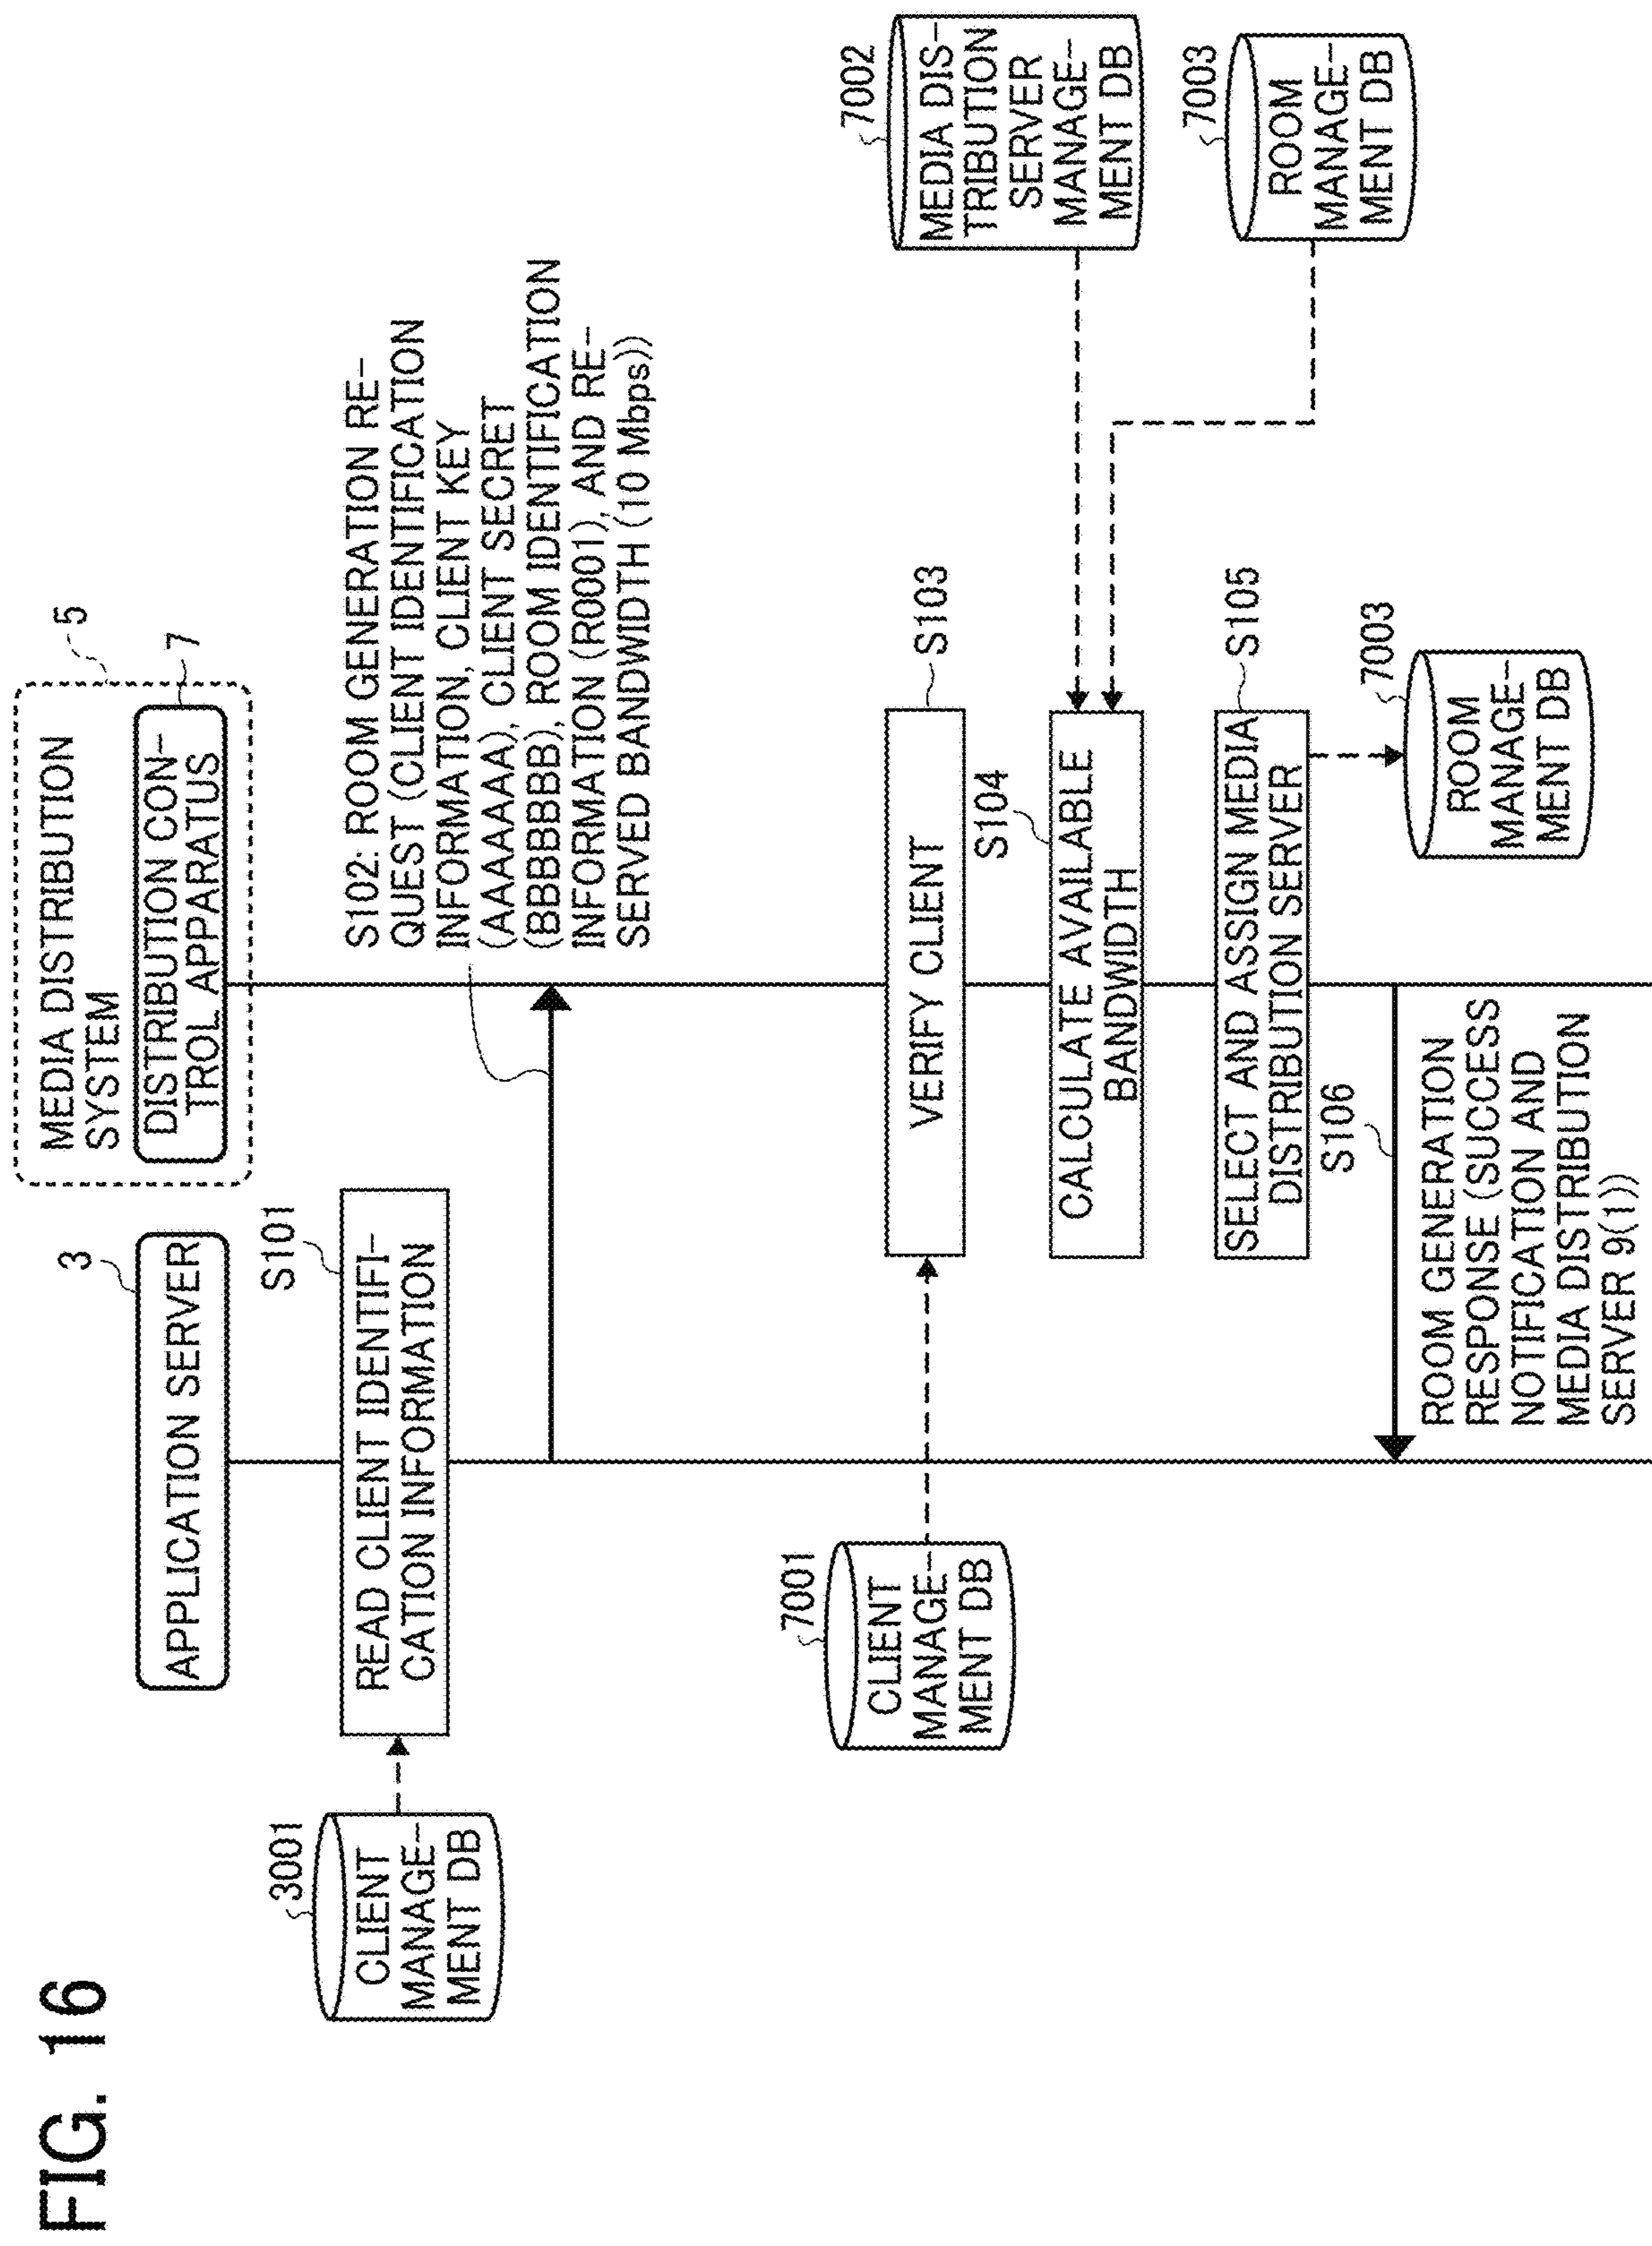 FIG. 16
MEDIA DISTRIBUTION
SYSTEM
5
DISTRIBUTION CON-
TROL APPARATUS
7
APPLICATION SERVER
3
3001
CLIENT
MANAGE-
MENT DB
S101
READ CLIENT IDENTIFI-
CATION INFORMATION
S102: ROOM GENERATION RE-
QUEST (CLIENT IDENTIFICATION
INFORMATION, CLIENT KEY
(AAAAAA), CLIENT SECRET
(BBBBBB), ROOM IDENTIFICATION
INFORMATION (R0001), AND RE-
SERVED BANDWIDTH (10 Mbps))
7001
CLIENT
MANAGE-
MENT DB
VERIFY CLIENT
S103
7002
MEDIA DIS-
TRIBUTION
SERVER
MANAGE-
MENT DB
S104
CALCULATE AVAILABLE
BANDWIDTH
7003
ROOM
MANAGE-
MENT DB
S105
SELECT AND ASSIGN MEDIA
DISTRIBUTION SERVER
7003
ROOM
MANAGE-
MENT DB
S106
ROOM GENERATION
RESPONSE (SUCCESS
NOTIFICATION AND
MEDIA DISTRIBUTION
SERVER 9(1))